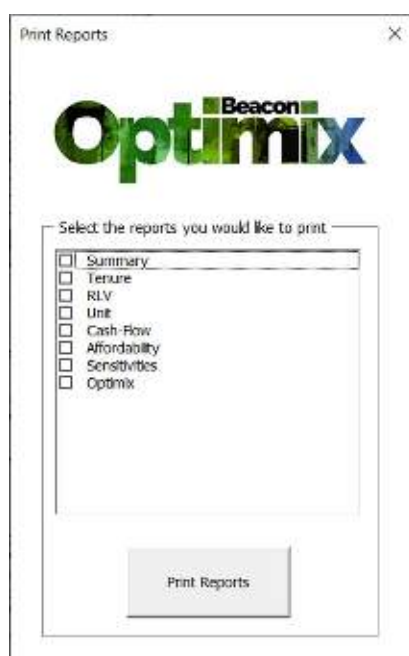 Print Reports
Beacon
Optimix
Select the reports you would like to print
Summary
Tenure
RLV
Unit
Cash-Flow
Affordability
Sensitivities
Optimix
Print Reports